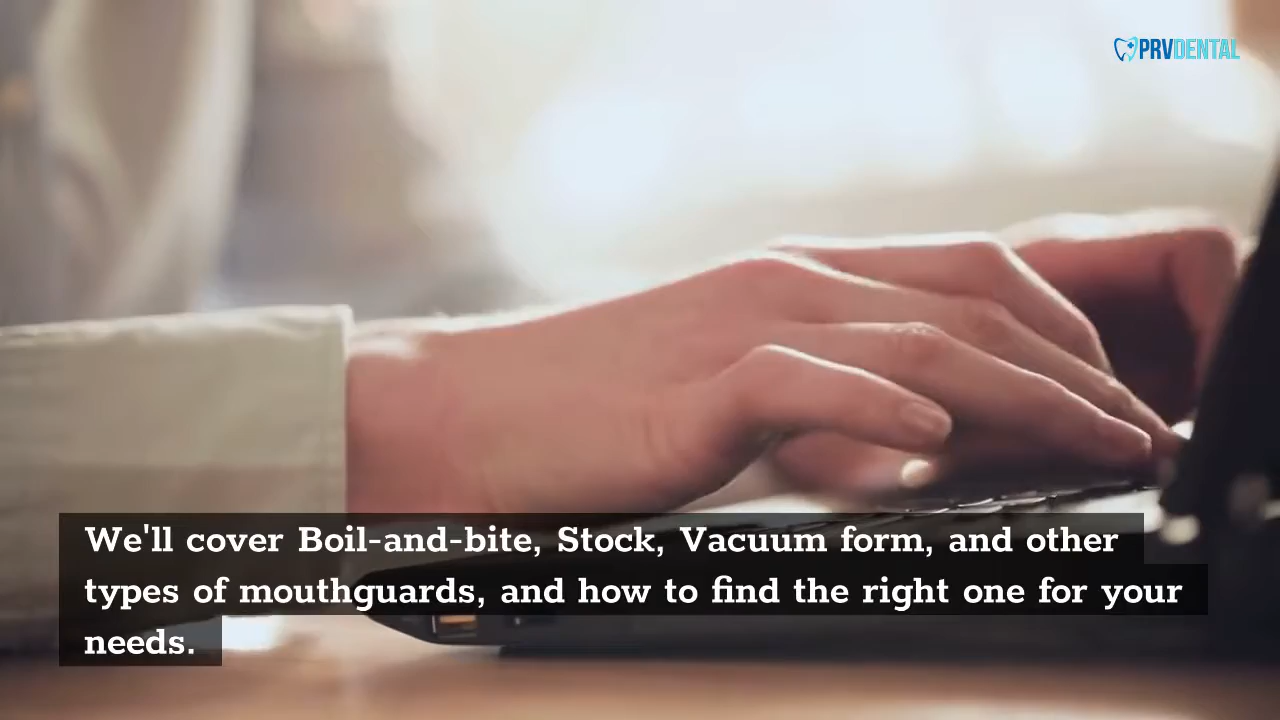 PRVDENTAL
We'll cover Boil-and-bite, Stock, Vacuum form, and other
types of mouthguards, and how to find the right one for your
needs.